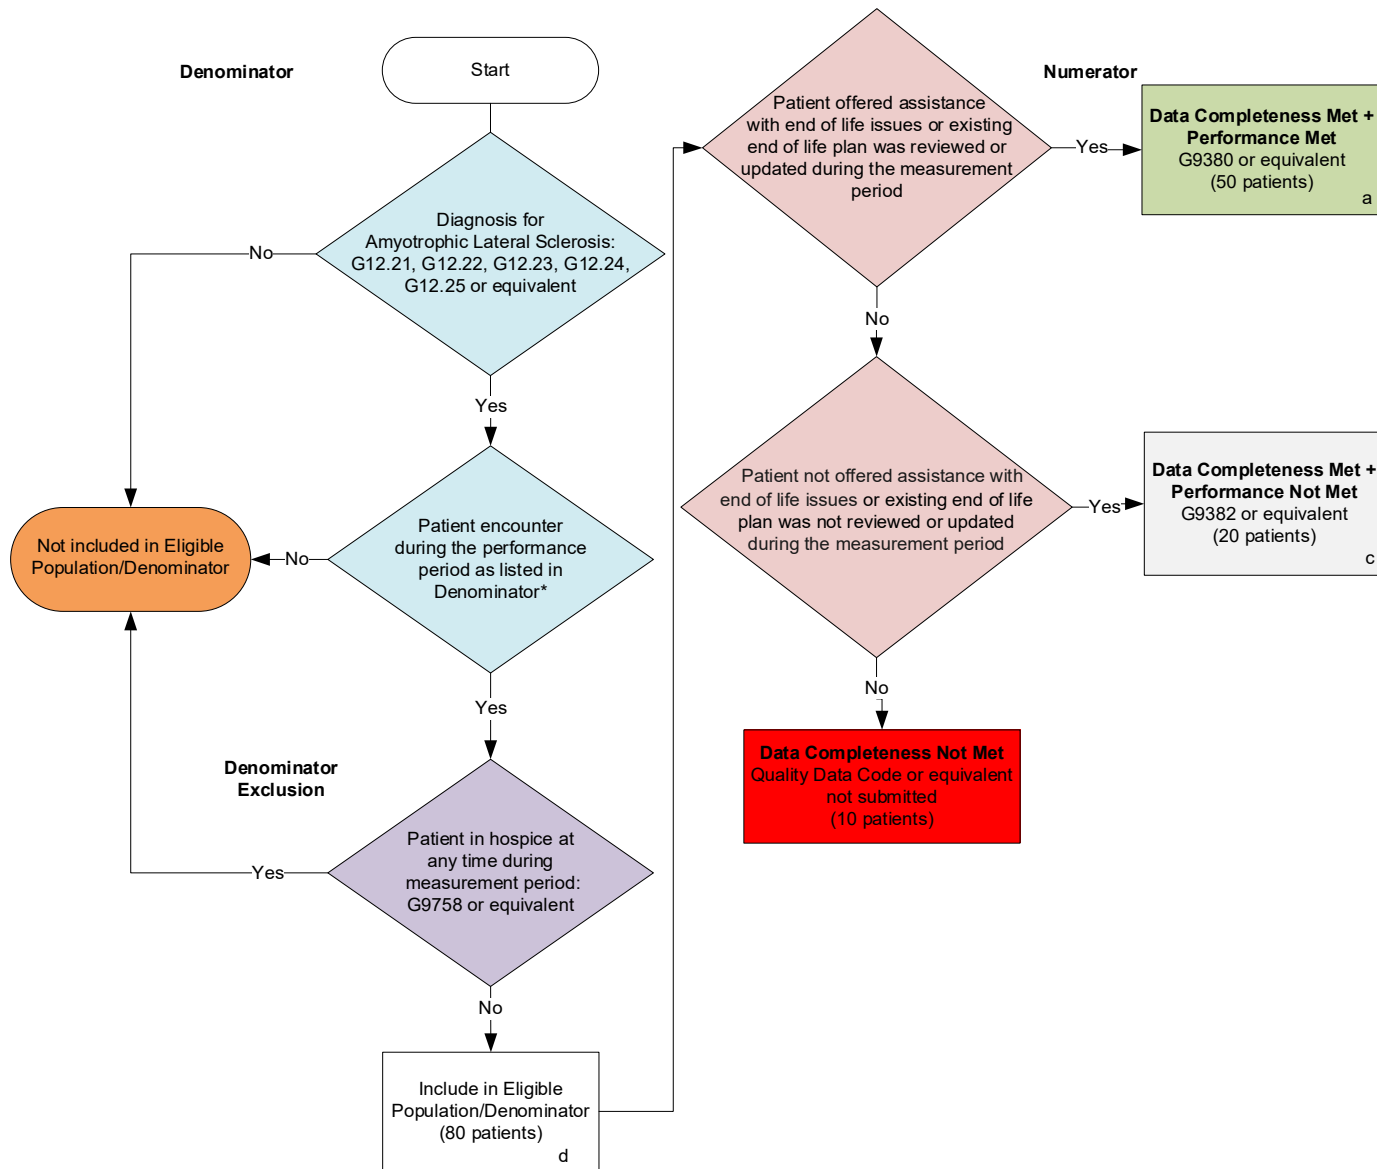 Denominator
Start
Diagnosis for
Amyotrophic Lateral Sclerosis:
G12.21, G12.22, G12.23, G12.24,
G12.25 or equivalent
No
Yes
Patient encounter
during the performance
period as listed in
Denominator*
No
Not included in Eligible
Population/Denominator
Yes
Denominator
Exclusion
Patient in hospice at
any time during
measurement period:
G9758 or equivalent
Yes
No
Include in Eligible
Population/Denominator
(80 patients)
d
Numerator
Patient offered assistance
with end of life issues or existing
end of life plan was reviewed or
updated during the measurement
period
Yes
Data Completeness Met +
Performance Met
G9380 or equivalent
(50 patients)
a
No
Patient not offered assistance with
end of life issues or existing end of life
plan was not reviewed or updated
during the measurement period
Yes
Data Completeness Met +
Performance Not Met
G9382 or equivalent
(20 patients)
c
No
Data Completeness Not Met
Quality Data Code or equivalent
not submitted
(10 patients)